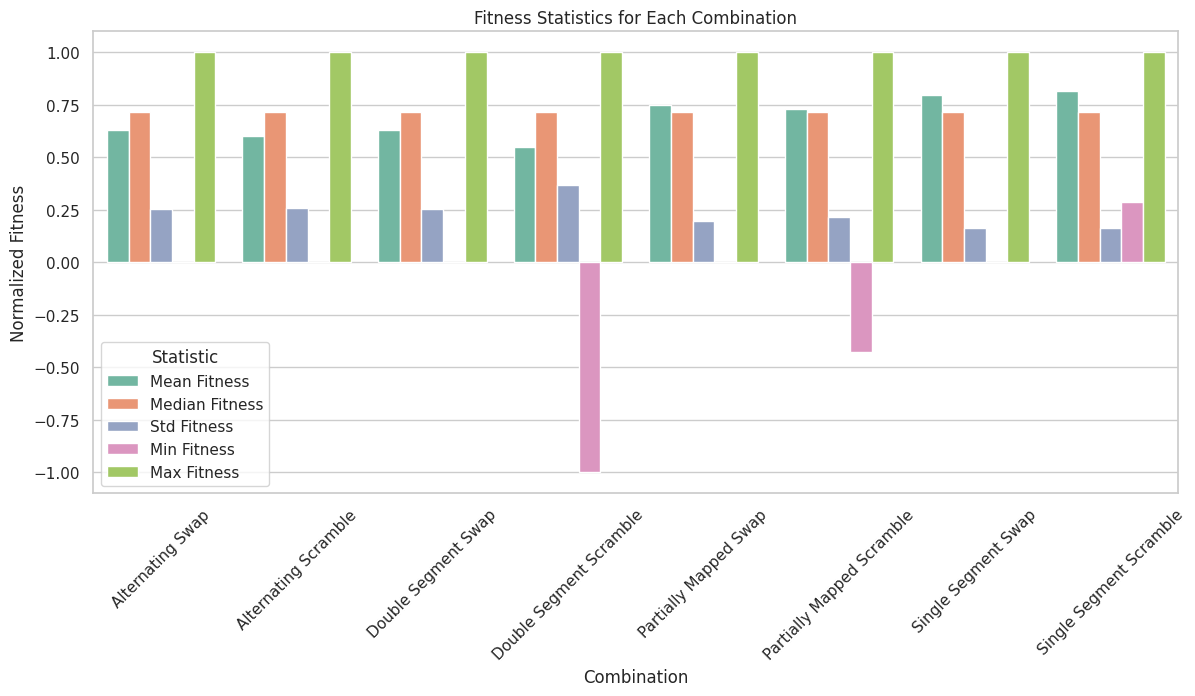 Fitness Statistics for Each Combination
Normalized Fitness
1.00
0.75
0.50
0.25
0.00
−0.25
−0.50
−0.75
−1.00
Statistic
Mean Fitness
Median Fitness
Std Fitness
Min Fitness
Max Fitness
Alternating Swap
Alternating Scramble
Double Segment Swap
Double Segment Scramble
Partially Mapped Swap
Partially Mapped Scramble
Single Segment Swap
Single Segment Scramble
Combination